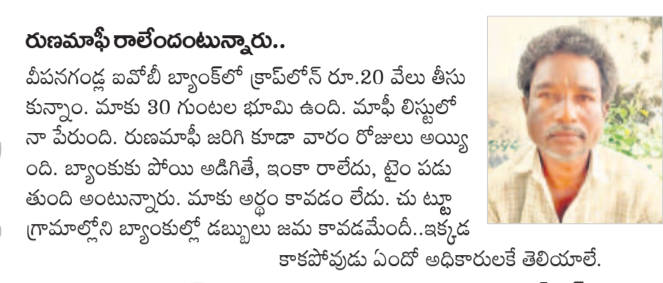 రుణమాఫీ రాలేందంటున్నారు..
వీపనగండ్ల ఐవోబీ బ్యాంక్‌లో క్రాప్‌లోన్ రూ.20 వేలు తీసు
కున్నాం. మాకు 30 గుంటల భూమి ఉంది. మాఫీ లిస్టులో
నా పేరుంది. రుణమాఫీ జరిగి కూడా వారం రోజులు అయ్యి
ంది. బ్యాంకుకు పోయి అడిగితే, ఇంకా రాలేదు, టైం పడు
తుంది అంటున్నారు. మాకు అర్థం కావడం లేదు. చు ట్టూ
గ్రామాల్లోని బ్యాంకుల్లో డబ్బులు జమ కావడమేందీ..ఇక్కడ
కాకపోవుడు ఏందో అధికారులకే తెలియాలే.